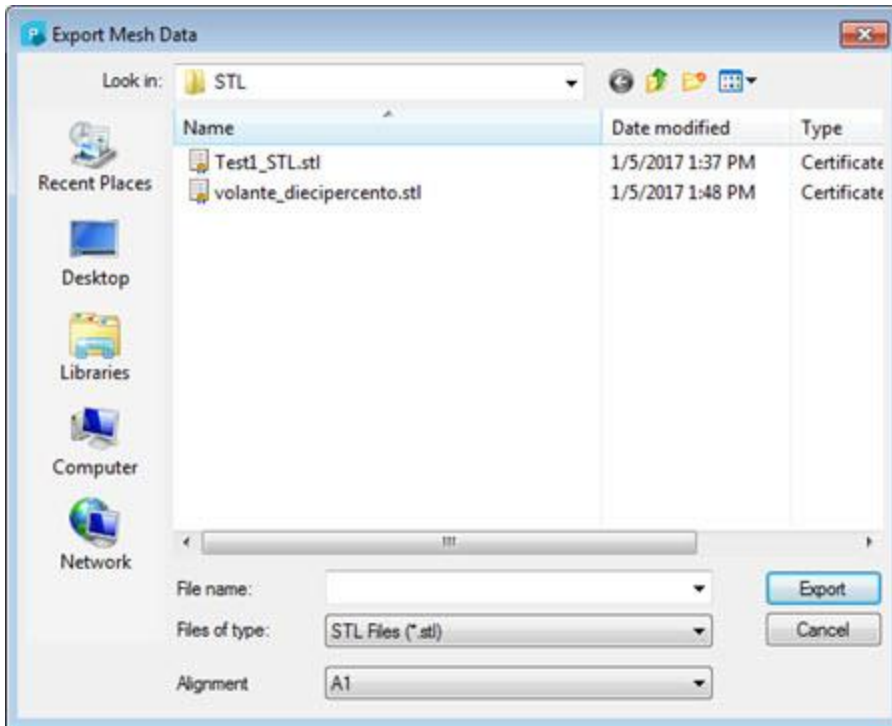 Export Mesh Data
Look in: STL
Name Date modified Type
Test1_STL.stl 1/5/2017 1:37 PM Certificate
volante_diecipercento.stl 1/5/2017 1:48 PM Certificate
Recent Places
Desktop
Libraries
Computer
Network
File name: Export
Files of type: STL Files (*.stl) Cancel
Alignment A1